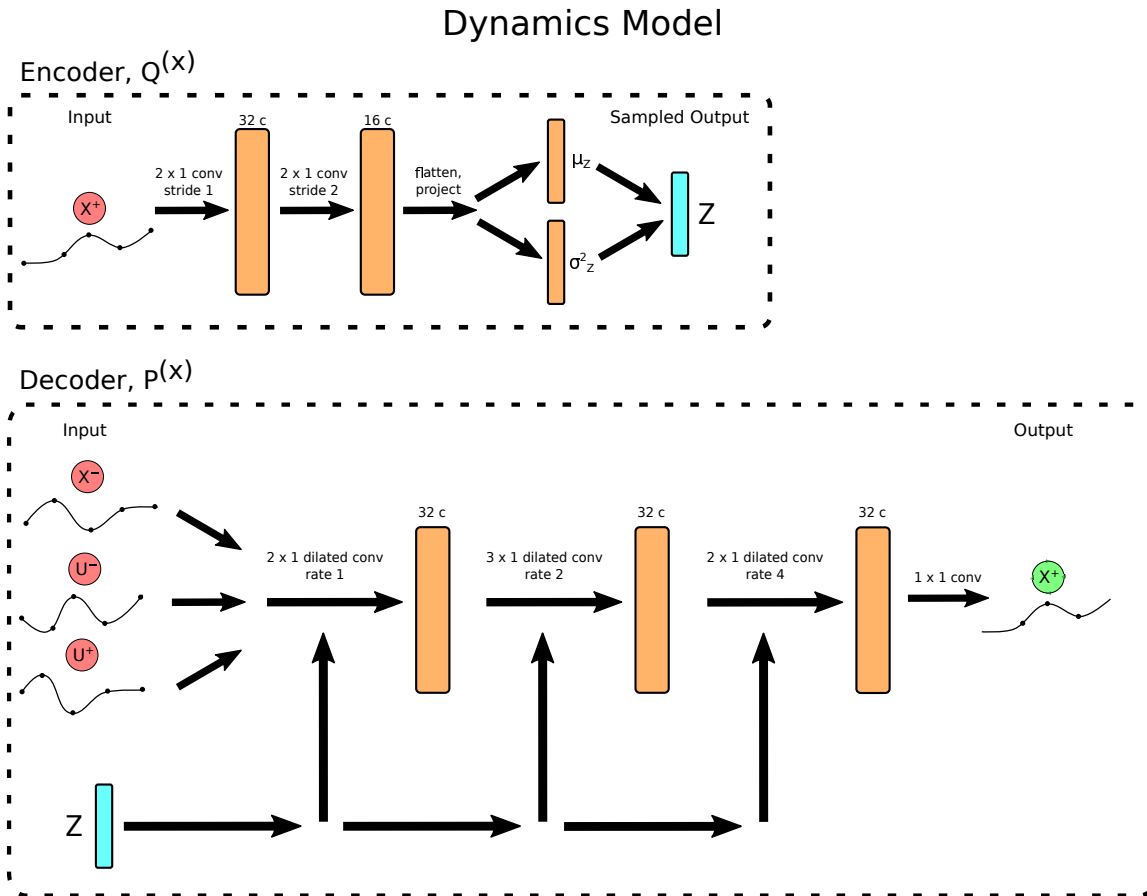 Dynamics Model
Encoder, Q(x)
Input
32 c
16 c
Sampled Output
2 x 1 conv
stride 1
2 x 1 conv
stride 2
flatten,
project
X+
μZ
σ²Z
Z
Decoder, P(x)
Input
Output
X−
U−
U+
32 c
32 c
32 c
2 x 1 dilated conv
rate 1
3 x 1 dilated conv
rate 2
2 x 1 dilated conv
rate 4
1 x 1 conv
X+
Z